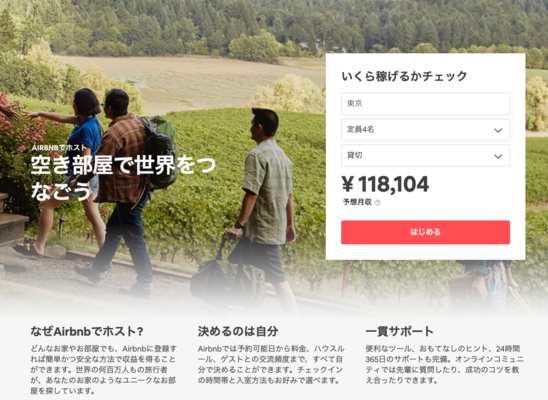 AIRBNBでホスト
空き部屋で世界をつ
なごう
いくら稼げるかチェック
東京
定員4名
貸切
¥ 118,104
予想月収
はじめる
なぜAirbnbでホスト?
どんなお家やお部屋でも、Airbnbに登録す
れば簡単かつ安全な方法で収益を得ること
ができます。世界の何百万人もの旅行者
が、あなたのお家のようなユニークなお部
屋を探しています。
決めるのは自分
Airbnbでは予約可能日から料金、ハウスル
ール、ゲストとの交流頻度まで、すべて自
分で決めることができます。チェックイン
の時間帯と入室方法もお好みで選べます。
一貫サポート
便利なツール、おもてなしのヒント、24時間
365日のサポートも完備。オンラインコミュニ
ティでは先輩に質問したり、成功のコツを教
え合ったりできます。